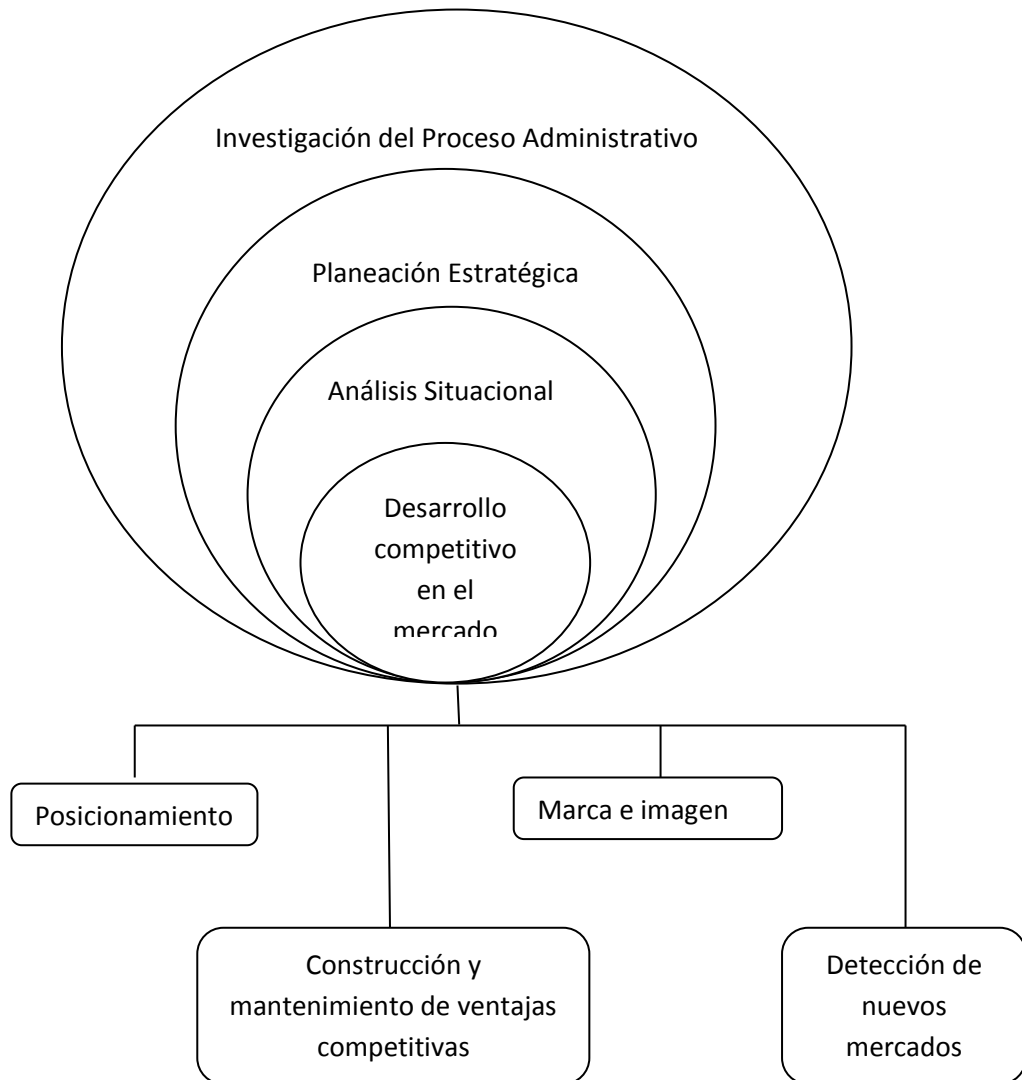 Investigación del Proceso Administrativo
Planeación Estratégica
Análisis Situacional
Desarrollo
competitivo
en el
mercado
Posicionamiento
Marca e imagen
Construcción y
mantenimiento de ventajas
competitivas
Detección de
nuevos
mercados